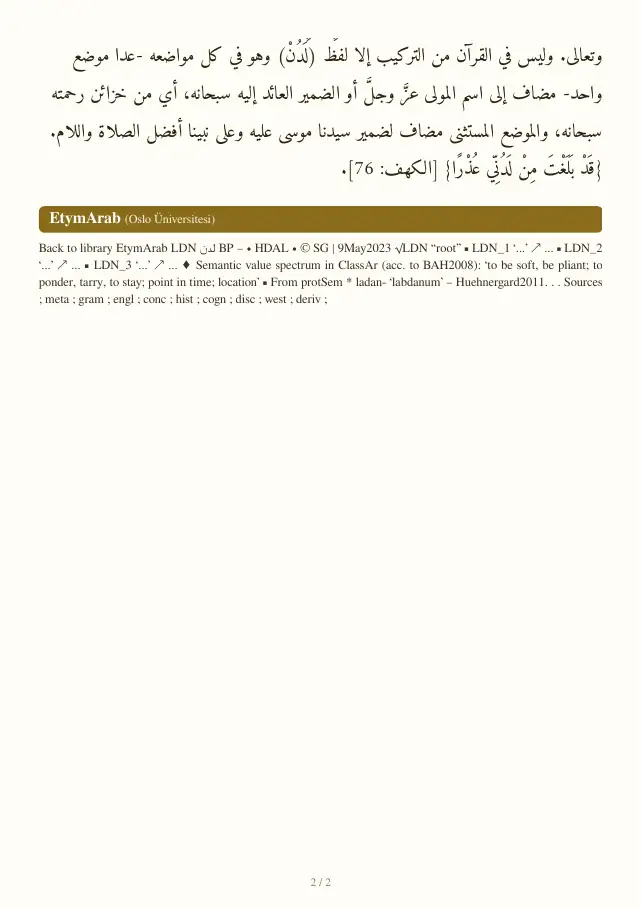 وتعالى. وليس في القرآن من التركيب إلا لفظ (لَدُنْ) وهو في كل مواضعه -عدا موضع
واحد- مضاف إلى اسم المولى عزَّ وجلَّ أو الضمير العائد إليه سبحانه، أي من خزائن رحمته
سبحانه، والموضع المستثنى مضاف لضمير سيدنا موسى عليه وعلى نبينا أفضل الصلاة واللام.
{قَدْ بَلَغْتَ مِنْ لَدُنِّي عُذْرًا} [الكهف: 76].
EtymArab (Oslo Üniversitesi)
Back to library EtymArab LDN لدن BP – • HDAL • © SG | 9May2023 √LDN “root” ▪ LDN_1 ‘...’ ↗ ... ▪ LDN_2
‘...’ ↗ ... ▪ LDN_3 ‘...’ ↗ ... ♦ Semantic value spectrum in ClassAr (acc. to BAH2008): ‘to be soft, be pliant; to
ponder, tarry, to stay; point in time; location’ ▪ From protSem * ladan- ‘labdanum’ – Huehnergard2011. . . Sources
; meta ; gram ; engl ; conc ; hist ; cogn ; disc ; west ; deriv ;
2 / 2